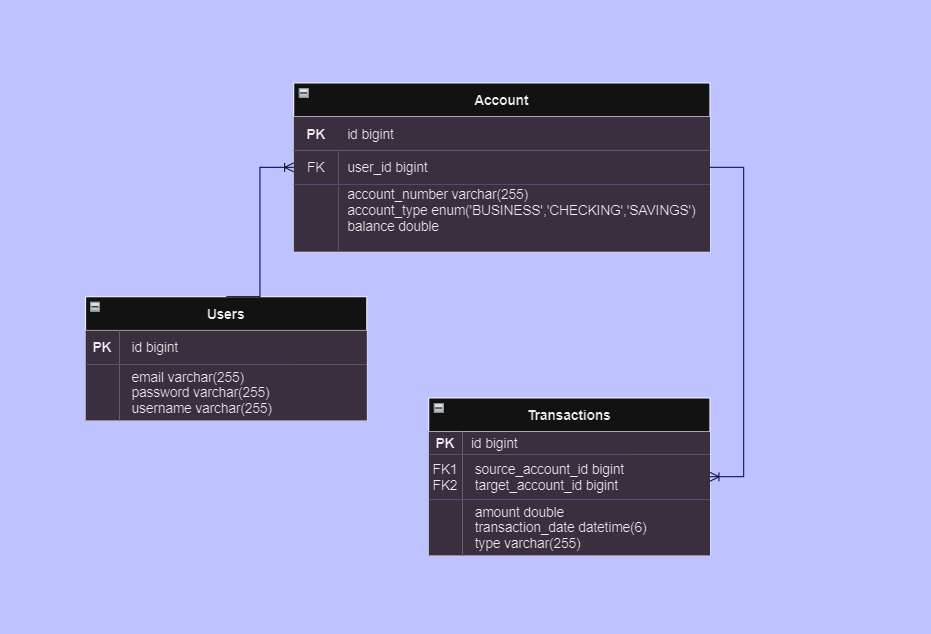 Account
PK id bigint
FK user_id bigint
account_number varchar(255)
account_type enum('BUSINESS','CHECKING','SAVINGS')
balance double
Users
PK id bigint
email varchar(255)
password varchar(255)
username varchar(255)
Transactions
PK id bigint
FK1 source_account_id bigint
FK2 target_account_id bigint
amount double
transaction_date datetime(6)
type varchar(255)